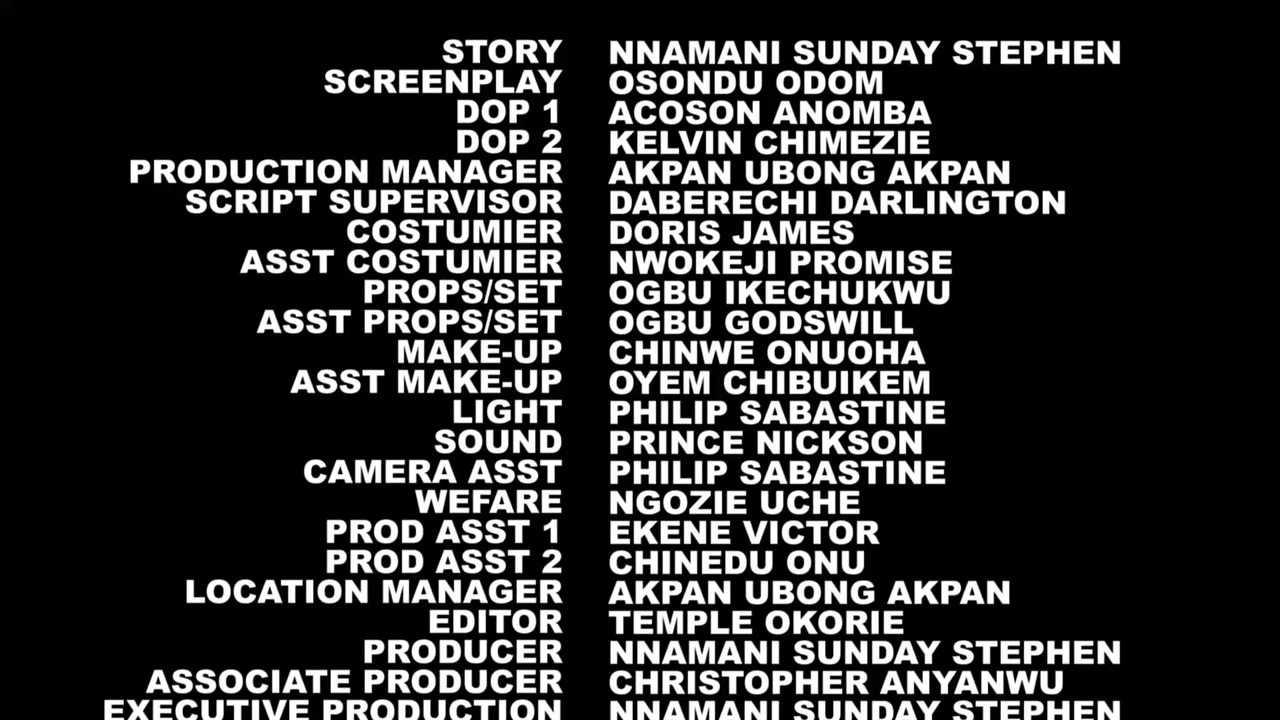 STORY NNAMANI SUNDAY STEPHEN
SCREENPLAY OSONDU ODOM
DOP 1 ACOSON ANOMBA
DOP 2 KELVIN CHIMEZIE
PRODUCTION MANAGER AKPAN UBONG AKPAN
SCRIPT SUPERVISOR DABERECHI DARLINGTON
COSTUMIER DORIS JAMES
ASST COSTUMIER NWOKEJI PROMISE
PROPS/SET OGBU IKECHUKWU
ASST PROPS/SET OGBU GODSWILL
MAKE-UP CHINWE ONUOHA
ASST MAKE-UP OYEM CHIBUIKEM
LIGHT PHILIP SABASTINE
SOUND PRINCE NICKSON
CAMERA ASST PHILIP SABASTINE
WEFARE NGOZIE UCHE
PROD ASST 1 EKENE VICTOR
PROD ASST 2 CHINEDU ONU
LOCATION MANAGER AKPAN UBONG AKPAN
EDITOR TEMPLE OKORIE
PRODUCER NNAMANI SUNDAY STEPHEN
ASSOCIATE PRODUCER CHRISTOPHER ANYANWU
EXECUTIVE PRODUCTION NNAMANI SUNDAY STEPHEN